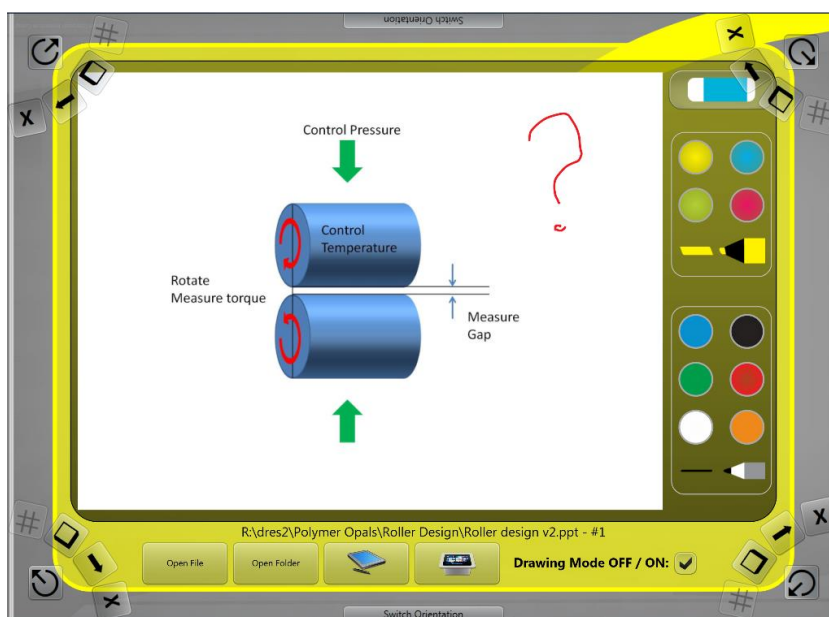 Switch Orientation
X
X
Control Pressure
?
Control
Temperature
Rotate
Measure torque
Measure
Gap
R:\dres2\Polymer Opals\Roller Design\Roller design v2.ppt - #1
Open File
Open Folder
Drawing Mode OFF / ON:
X
X
Switch Orientation